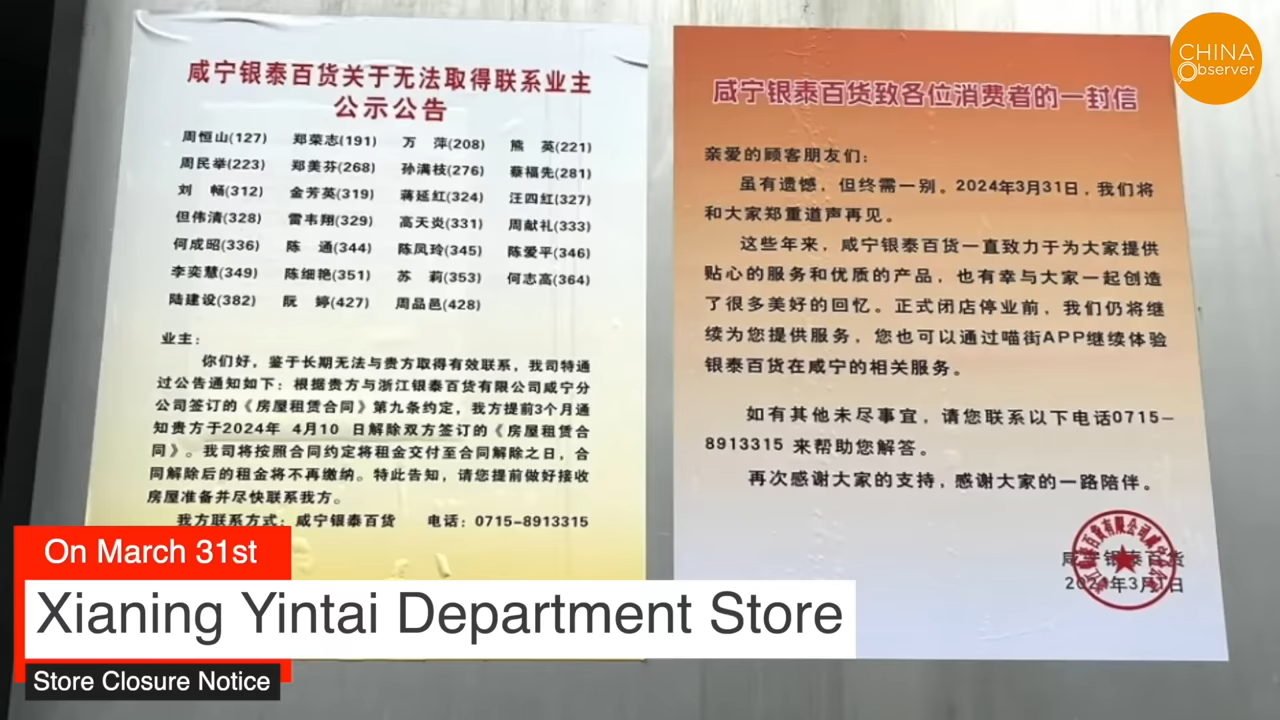 咸宁银泰百货关于无法取得联系业主
公示公告
周恒山(127) 郑荣志(191) 万 萍(208) 熊 英(221)
周民举(223) 郑美芬(268) 孙满枝(276) 蔡福先(281)
刘 畅(312) 金芳英(319) 蒋延红(324) 汪四红(327)
但伟清(328) 雷韦翔(329) 高天炎(331) 周献礼(333)
何成昭(336) 陈 通(344) 陈凤玲(345) 陈爱平(346)
李奕慧(349) 陈细艳(351) 苏 莉(353) 何志高(364)
陆建设(382) 阮 婷(427) 周品邑(428)
业主：
你们好，鉴于长期无法与贵方取得有效联系，我司特通
过公告通知如下：根据贵方与浙江银泰百货有限公司咸宁分
公司签订的《房屋租赁合同》第九条约定，我方提前3个月通
知贵方于2024年 4月10 日解除双方签订的《房屋租赁合
同》。我司将按照合同约定将租金交付至合同解除之日，合
同解除后的租金将不再缴纳。特此告知，请您提前做好接收
房屋准备并尽快联系我方。
我方联系方式：咸宁银泰百货 电话：0715-8913315
咸宁银泰百货致各位消费者的一封信
亲爱的顾客朋友们：
虽有遗憾，但终需一别。2024年3月31日，我们将
和大家郑重道声再见。
这些年来，咸宁银泰百货一直致力于为大家提供
贴心的服务和优质的产品，也有幸与大家一起创造
了很多美好的回忆。正式闭店停业前，我们仍将继
续为您提供服务，您也可以通过喵街APP继续体验
银泰百货在咸宁的相关服务。
如有其他未尽事宜，请您联系以下电话0715-
8913315 来帮助您解答。
再次感谢大家的支持，感谢大家的一路陪伴。
咸宁银泰百货
CHINA
Observer
On March 31st
Xianing Yintai Department Store
Store Closure Notice